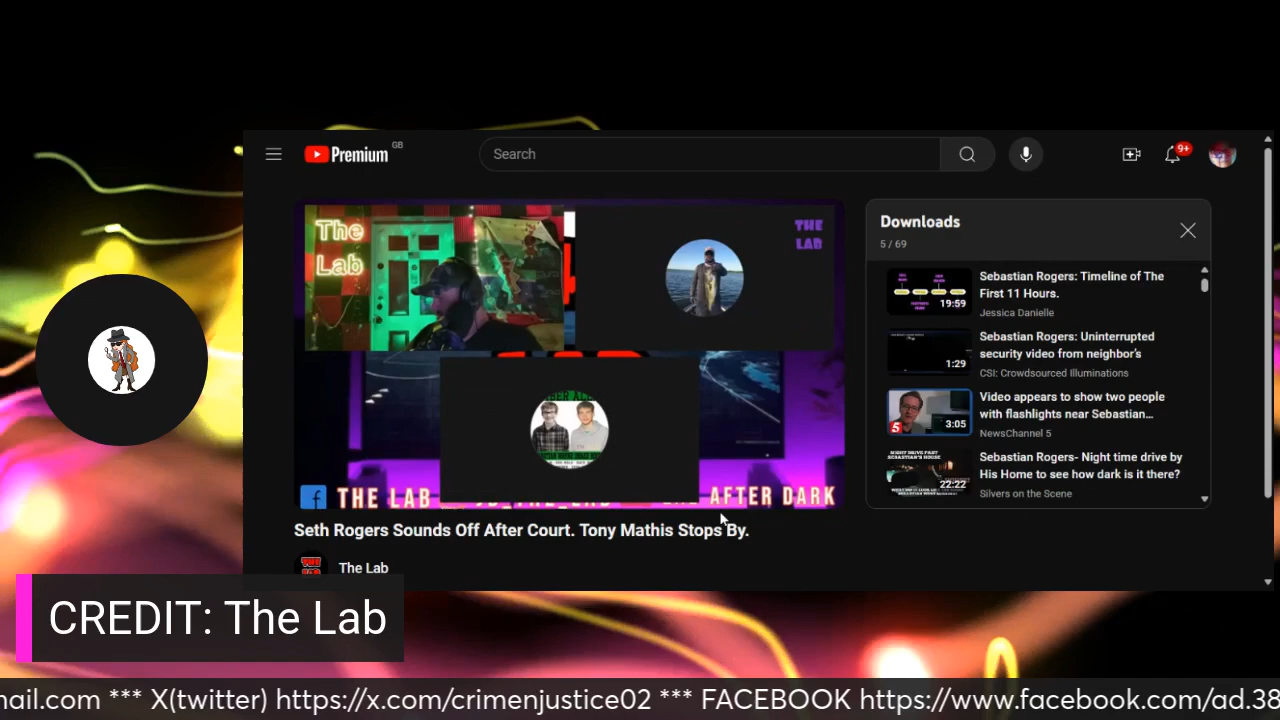 Premium GB
Search
9+
The
Lab
THE
LAB
Downloads
5 / 69
19:59
Sebastian Rogers: Timeline of The
First 11 Hours.
Jessica Danielle
1:29
Sebastian Rogers: Uninterrupted
security video from neighbor's
CSI: Crowdsourced Illuminations
3:05
Video appears to show two people
with flashlights near Sebastian...
NewsChannel 5
22:22
Sebastian Rogers- Night time drive by
His Home to see how dark is it there?
Silvers on the Scene
THE LAB
AFTER DARK
Seth Rogers Sounds Off After Court. Tony Mathis Stops By.
The Lab
CREDIT: The Lab
mail.com *** X(twitter) https://x.com/crimenjustice02 *** FACEBOOK https://www.facebook.com/ad.38